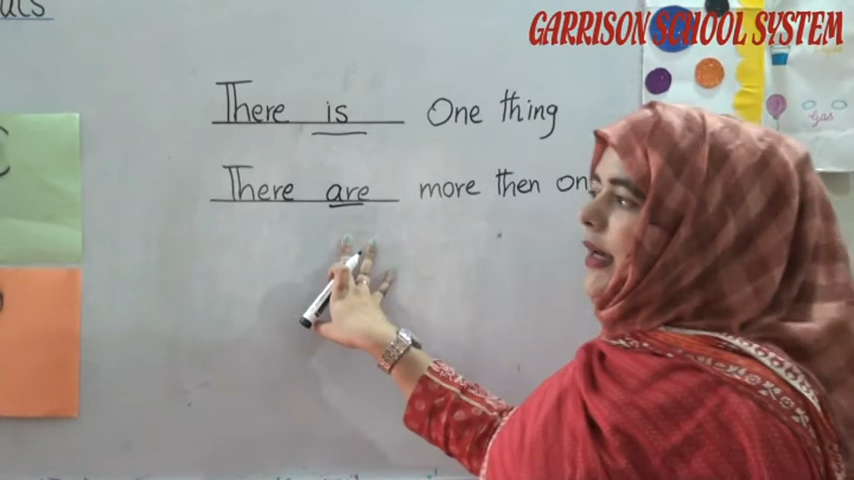 GARRISON SCHOOL SYSTEM
There is One thing
There are more then on
Gas